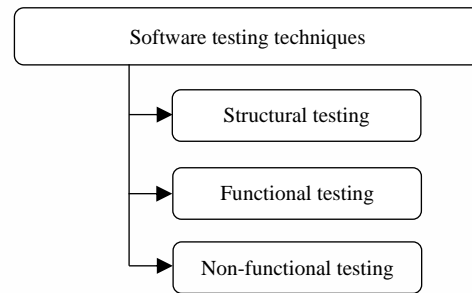 Software testing techniques
Structural testing
Functional testing
Non-functional testing